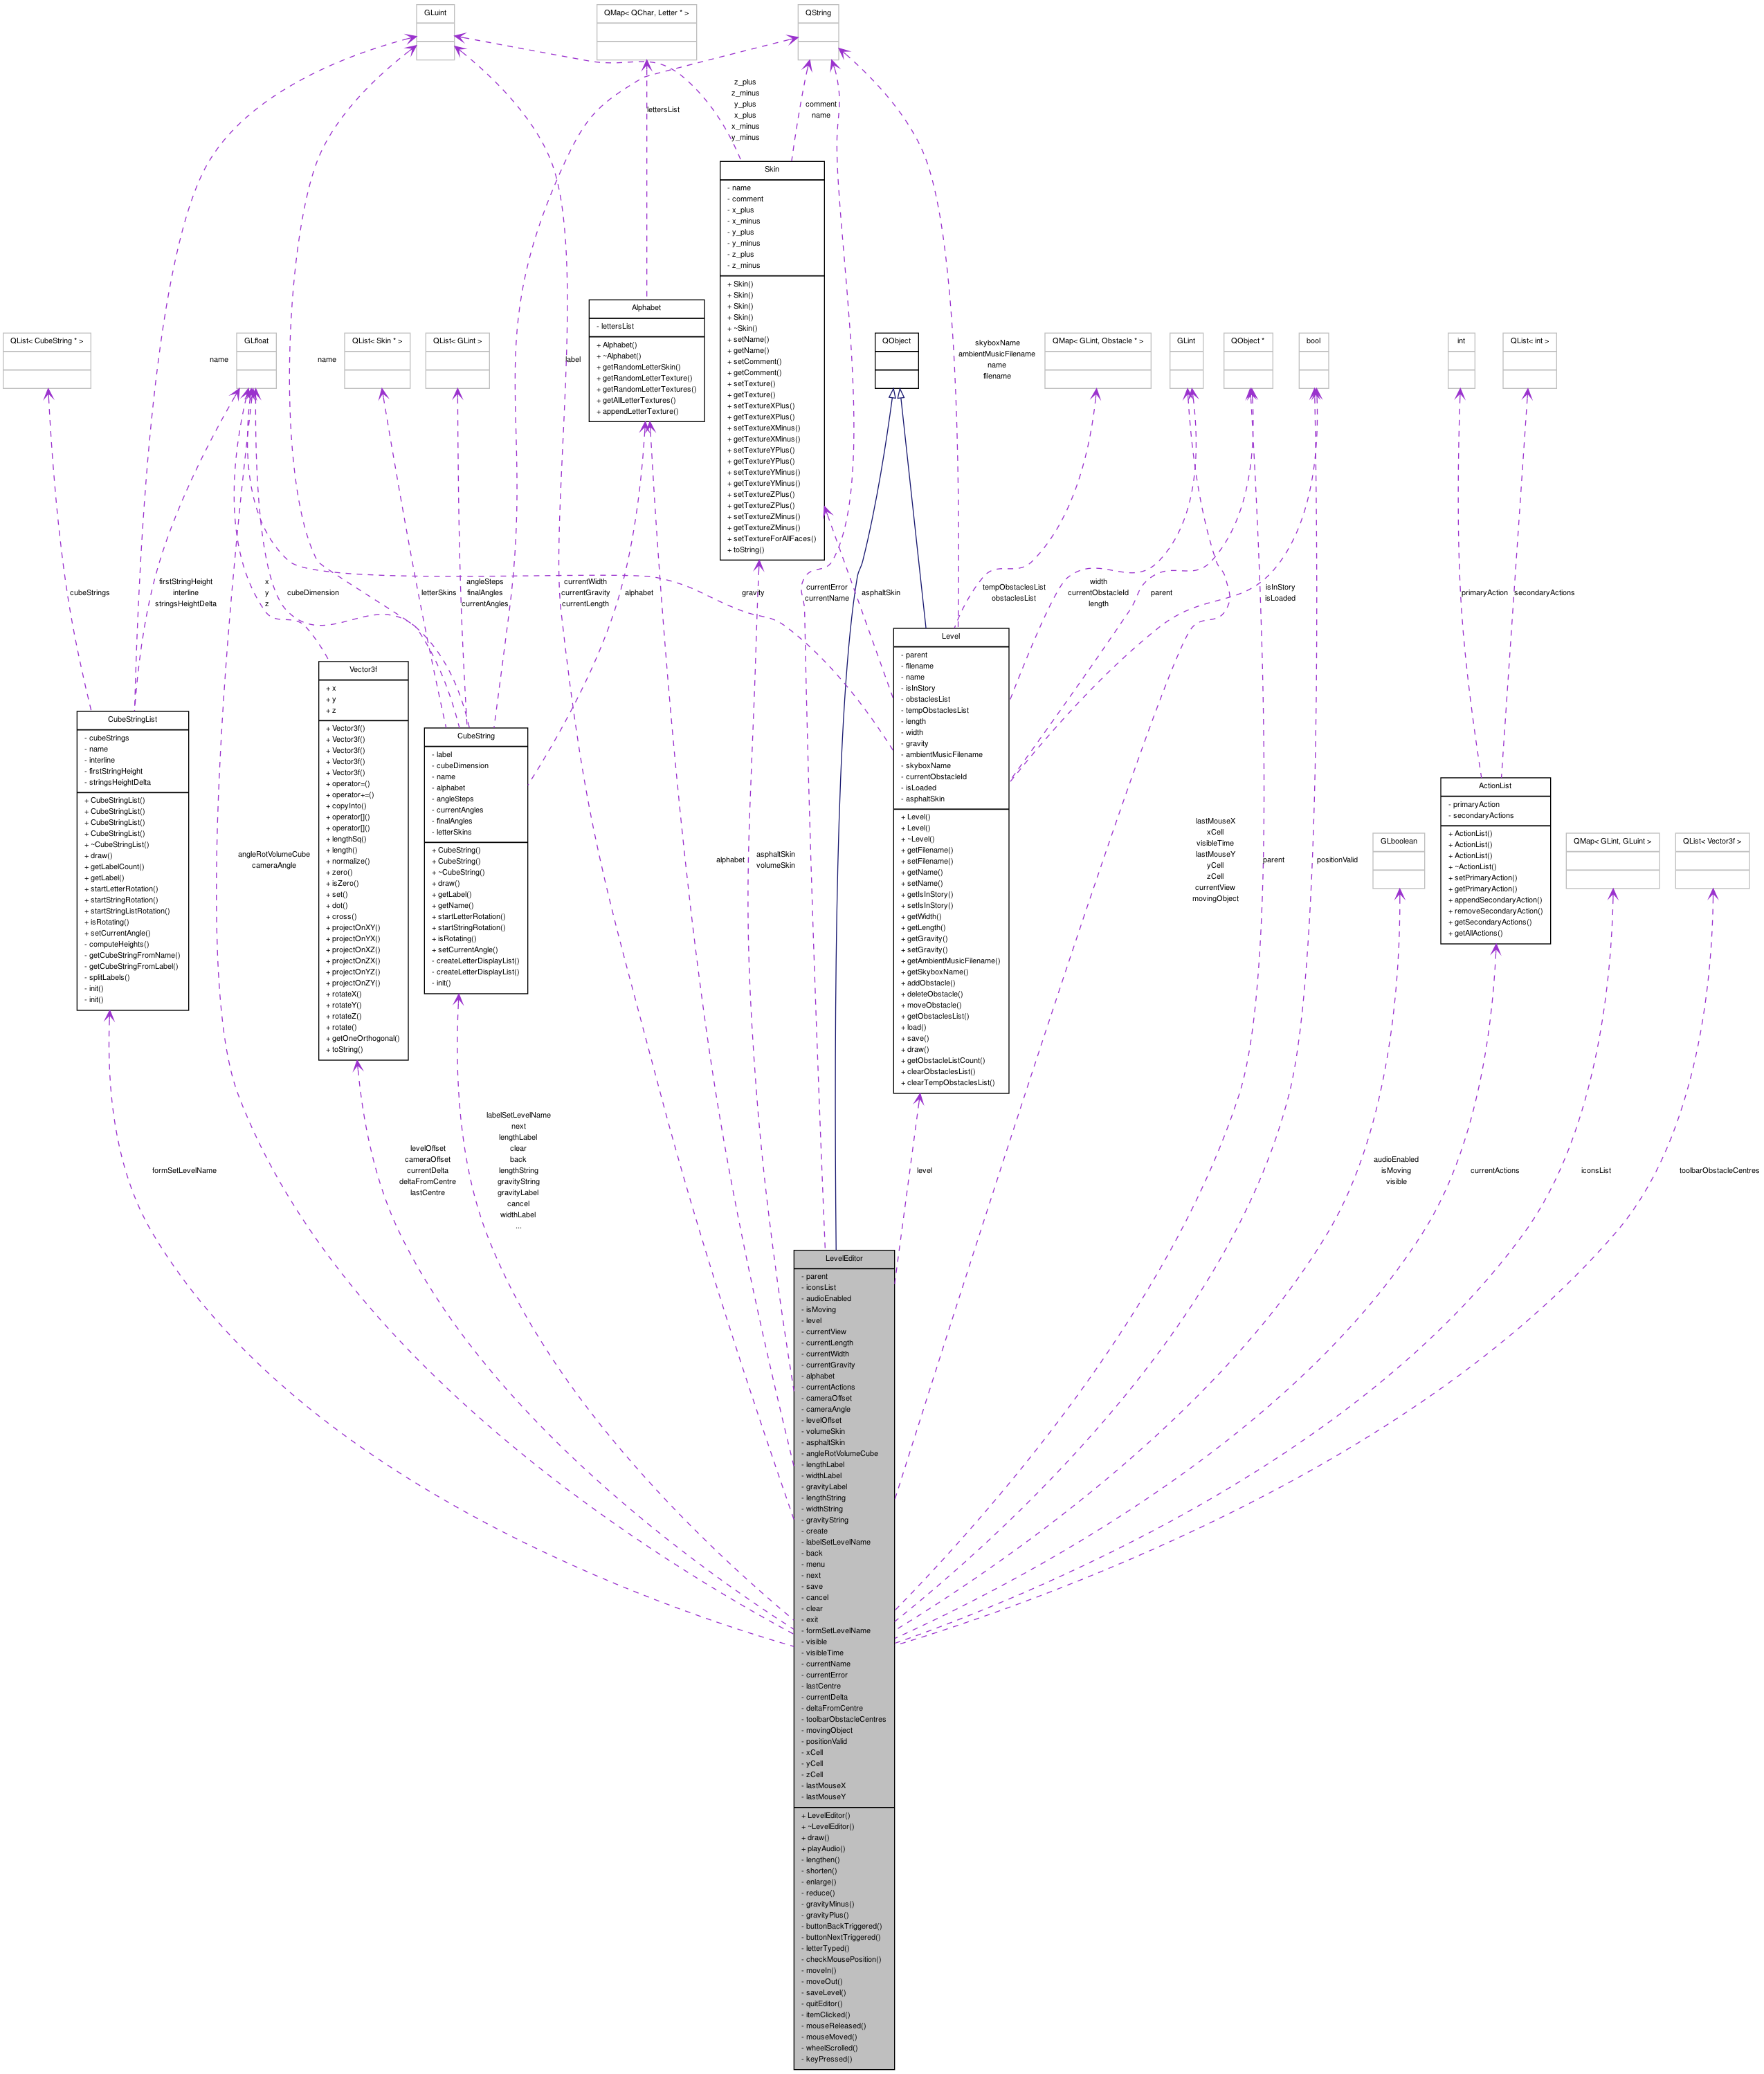 GLuint
QMap< QChar, Letter * >
QString
z_plus
z_minus
y_plus
x_plus
x_minus
y_minus
lettersList
comment
name
Skin
- name
- comment
- x_plus
- x_minus
- y_plus
- y_minus
- z_plus
- z_minus
+ Skin()
+ Skin()
+ Skin()
+ Skin()
+ ~Skin()
+ setName()
+ getName()
+ setComment()
+ getComment()
+ setTexture()
+ getTexture()
+ setTextureXPlus()
+ getTextureXPlus()
+ setTextureXMinus()
+ getTextureXMinus()
+ setTextureYPlus()
+ getTextureYPlus()
+ setTextureYMinus()
+ getTextureYMinus()
+ setTextureZPlus()
+ getTextureZPlus()
+ setTextureZMinus()
+ getTextureZMinus()
+ setTextureForAllFaces()
+ toString()
Alphabet
- lettersList
+ Alphabet()
+ ~Alphabet()
+ getRandomLetterSkin()
+ getRandomLetterTexture()
+ getRandomLetterTextures()
+ getAllLetterTextures()
+ appendLetterTexture()
QList< CubeString * >
name
GLfloat
name
QList< Skin * >
QList< GLint >
label
QObject
skyboxName
ambientMusicFilename
name
filename
QMap< GLint, Obstacle * >
GLint
QObject *
bool
int
QList< int >
cubeStrings
firstStringHeight
interline
stringsHeightDelta
x
y
z
cubeDimension
letterSkins
angleSteps
finalAngles
currentAngles
currentWidth
currentGravity
currentLength
alphabet
gravity
currentError
currentName
asphaltSkin
tempObstaclesList
obstaclesList
width
currentObstacleId
length
parent
isInStory
isLoaded
primaryAction
secondaryActions
CubeStringList
- cubeStrings
- name
- interline
- firstStringHeight
- stringsHeightDelta
+ CubeStringList()
+ CubeStringList()
+ CubeStringList()
+ CubeStringList()
+ ~CubeStringList()
+ draw()
+ getLabelCount()
+ getLabel()
+ startLetterRotation()
+ startStringRotation()
+ startStringListRotation()
+ isRotating()
+ setCurrentAngle()
- computeHeights()
- getCubeStringFromName()
- getCubeStringFromLabel()
- splitLabels()
- init()
- init()
Vector3f
+ x
+ y
+ z
+ Vector3f()
+ Vector3f()
+ Vector3f()
+ Vector3f()
+ Vector3f()
+ operator=()
+ operator+=()
+ copyInto()
+ operator[]()
+ operator[]()
+ lengthSq()
+ length()
+ normalize()
+ zero()
+ isZero()
+ set()
+ dot()
+ cross()
+ projectOnXY()
+ projectOnYX()
+ projectOnXZ()
+ projectOnZX()
+ projectOnYZ()
+ projectOnZY()
+ rotateX()
+ rotateY()
+ rotateZ()
+ rotate()
+ getOneOrthogonal()
+ toString()
CubeString
- label
- cubeDimension
- name
- alphabet
- angleSteps
- currentAngles
- finalAngles
- letterSkins
+ CubeString()
+ CubeString()
+ ~CubeString()
+ draw()
+ getLabel()
+ getName()
+ startLetterRotation()
+ startStringRotation()
+ isRotating()
+ setCurrentAngle()
- createLetterDisplayList()
- createLetterDisplayList()
- init()
Level
- parent
- filename
- name
- isInStory
- obstaclesList
- tempObstaclesList
- length
- width
- gravity
- ambientMusicFilename
- skyboxName
- currentObstacleId
- isLoaded
- asphaltSkin
+ Level()
+ Level()
+ ~Level()
+ getFilename()
+ setFilename()
+ getName()
+ setName()
+ getIsInStory()
+ setIsInStory()
+ getWidth()
+ getLength()
+ getGravity()
+ setGravity()
+ getAmbientMusicFilename()
+ getSkyboxName()
+ addObstacle()
+ deleteObstacle()
+ moveObstacle()
+ getObstaclesList()
+ load()
+ save()
+ draw()
+ getObstacleListCount()
+ clearObstaclesList()
+ clearTempObstaclesList()
ActionList
- primaryAction
- secondaryActions
+ ActionList()
+ ActionList()
+ ActionList()
+ ~ActionList()
+ setPrimaryAction()
+ getPrimaryAction()
+ appendSecondaryAction()
+ removeSecondaryAction()
+ getSecondaryActions()
+ getAllActions()
GLboolean
QMap< GLint, GLuint >
QList< Vector3f >
angleRotVolumeCube
cameraAngle
alphabet
asphaltSkin
volumeSkin
lastMouseX
xCell
visibleTime
lastMouseY
yCell
zCell
currentView
movingObject
parent
positionValid
formSetLevelName
levelOffset
cameraOffset
currentDelta
deltaFromCentre
lastCentre
labelSetLevelName
next
lengthLabel
clear
back
lengthString
gravityString
gravityLabel
cancel
widthLabel
...
level
audioEnabled
isMoving
visible
currentActions
iconsList
toolbarObstacleCentres
LevelEditor
- parent
- iconsList
- audioEnabled
- isMoving
- level
- currentView
- currentLength
- currentWidth
- currentGravity
- alphabet
- currentActions
- cameraOffset
- cameraAngle
- levelOffset
- volumeSkin
- asphaltSkin
- angleRotVolumeCube
- lengthLabel
- widthLabel
- gravityLabel
- lengthString
- widthString
- gravityString
- create
- labelSetLevelName
- back
- menu
- next
- save
- cancel
- clear
- exit
- formSetLevelName
- visible
- visibleTime
- currentName
- currentError
- lastCentre
- currentDelta
- deltaFromCentre
- toolbarObstacleCentres
- movingObject
- positionValid
- xCell
- yCell
- zCell
- lastMouseX
- lastMouseY
+ LevelEditor()
+ ~LevelEditor()
+ draw()
+ playAudio()
- lengthen()
- shorten()
- enlarge()
- reduce()
- gravityMinus()
- gravityPlus()
- buttonBackTriggered()
- buttonNextTriggered()
- letterTyped()
- checkMousePosition()
- moveIn()
- moveOut()
- saveLevel()
- quitEditor()
- itemClicked()
- mouseReleased()
- mouseMoved()
- wheelScrolled()
- keyPressed()